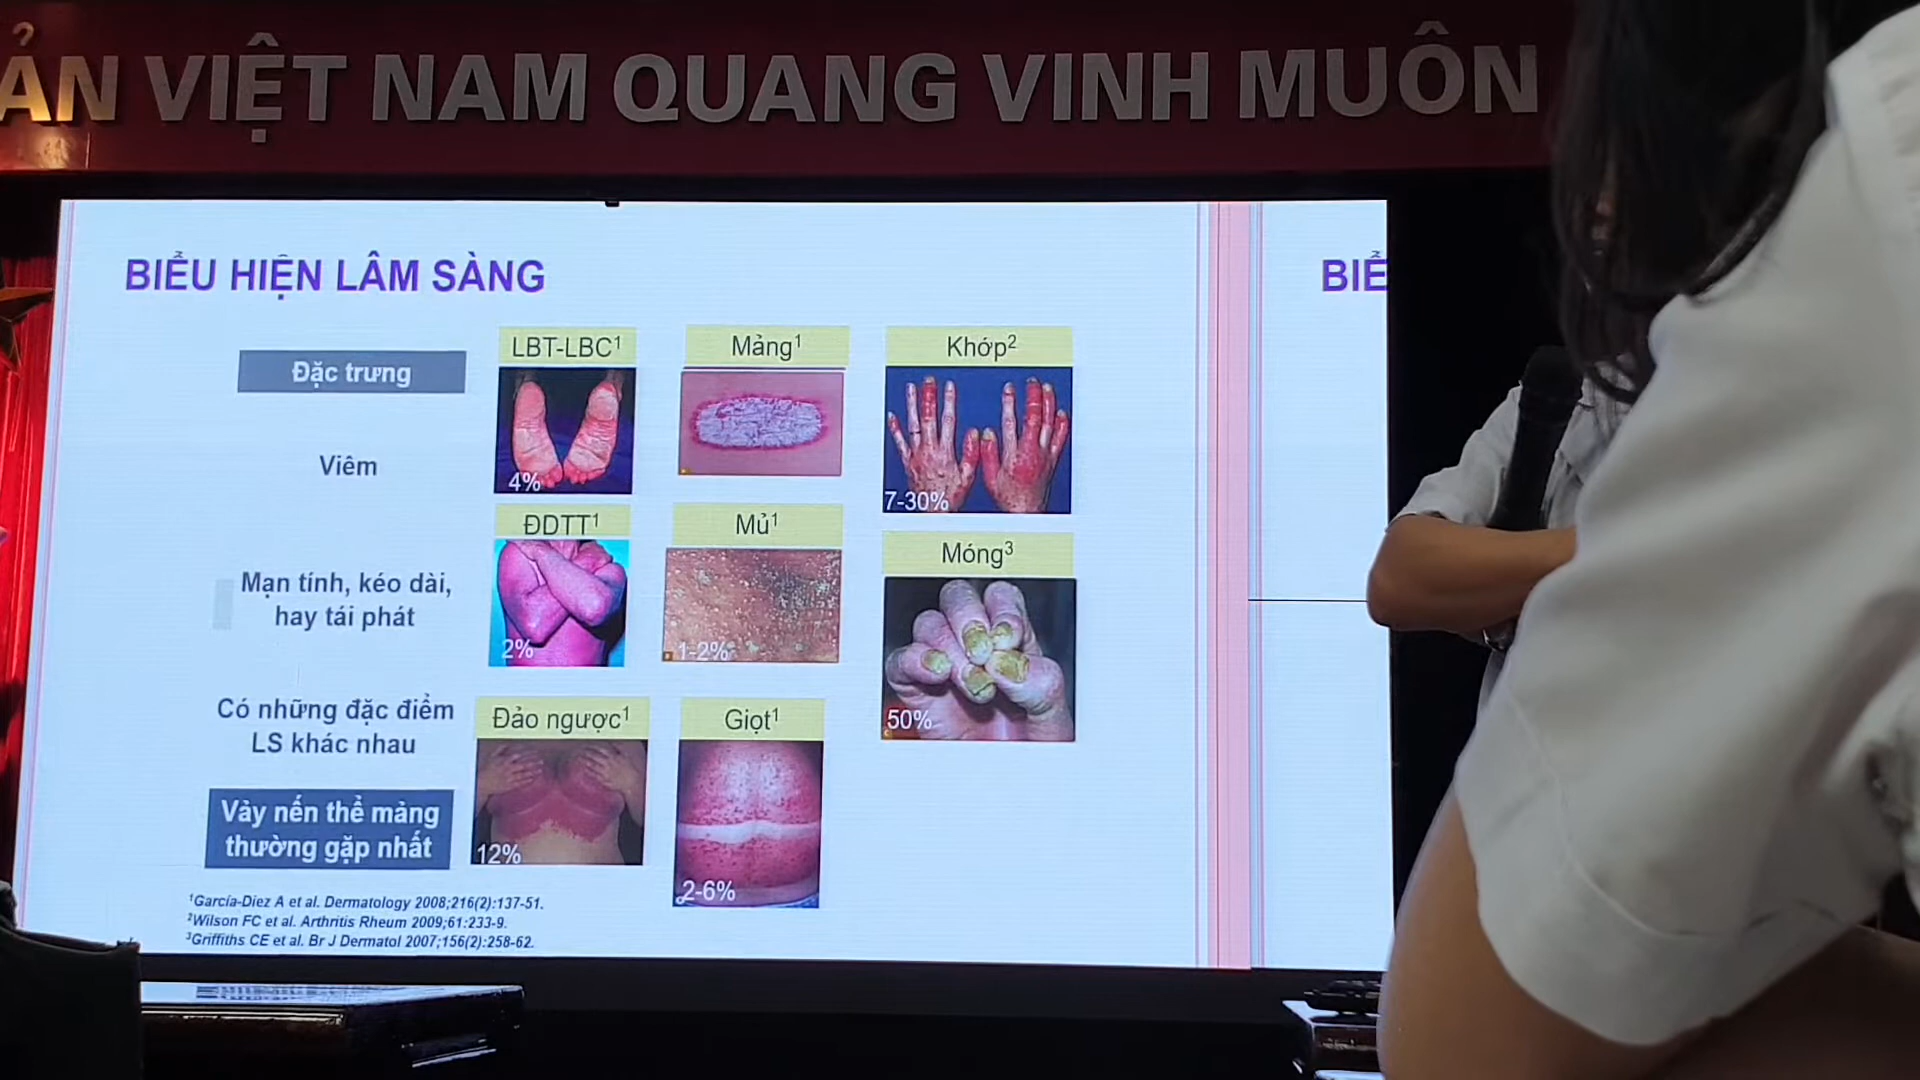 ẢN VIỆT NAM QUANG VINH MUÔN
BIỂU HIỆN LÂM SÀNG
BIỂ
Đặc trưng
Viêm
Mạn tính, kéo dài,
hay tái phát
Có những đặc điểm
LS khác nhau
Vảy nến thể mảng
thường gặp nhất
LBT-LBC¹
4%
Mảng¹
Khớp²
7-30%
ĐDTT¹
2%
Mủ¹
1-2%
Móng³
50%
Đảo ngược¹
12%
Giọt¹
2-6%
¹García-Diez A et al. Dermatology 2008;216(2):137-51.
²Wilson FC et al. Arthritis Rheum 2009;61:233-9.
³Griffiths CE et al. Br J Dermatol 2007;156(2):258-62.